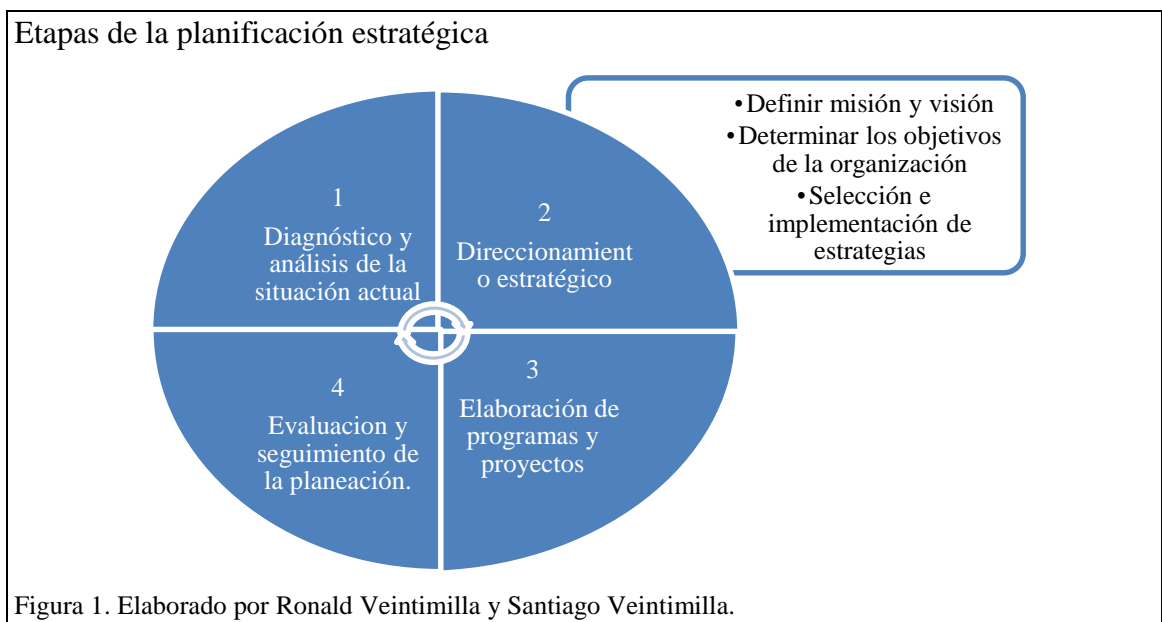 Etapas de la planificación estratégica
1
Diagnóstico y
análisis de la
situación actual
2
Direccionamient
o estratégico
•Definir misión y visión
•Determinar los objetivos
de la organización
•Selección e
implementación de
estrategias
4
Evaluacion y
seguimiento de
la planeación.
3
Elaboración de
programas y
proyectos
Figura 1. Elaborado por Ronald Veintimilla y Santiago Veintimilla.